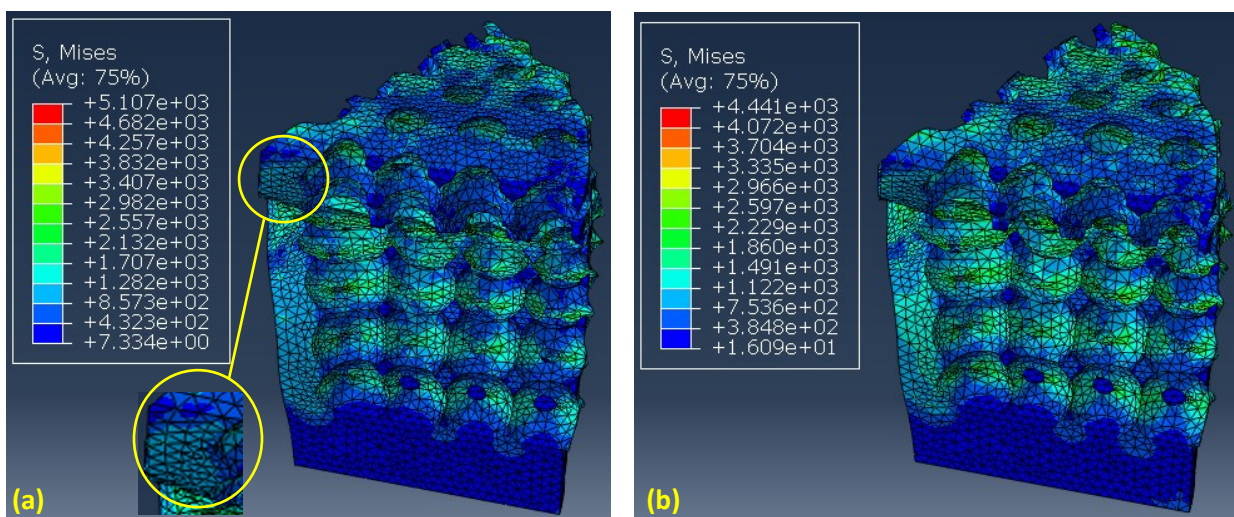 S, Mises
(Avg: 75%)
+5.107e+03
+4.682e+03
+4.257e+03
+3.832e+03
+3.407e+03
+2.982e+03
+2.557e+03
+2.132e+03
+1.707e+03
+1.282e+03
+8.573e+02
+4.323e+02
+7.334e+00
(a)
S, Mises
(Avg: 75%)
+4.441e+03
+4.072e+03
+3.704e+03
+3.335e+03
+2.966e+03
+2.597e+03
+2.229e+03
+1.860e+03
+1.491e+03
+1.122e+03
+7.536e+02
+3.848e+02
+1.609e+01
(b)